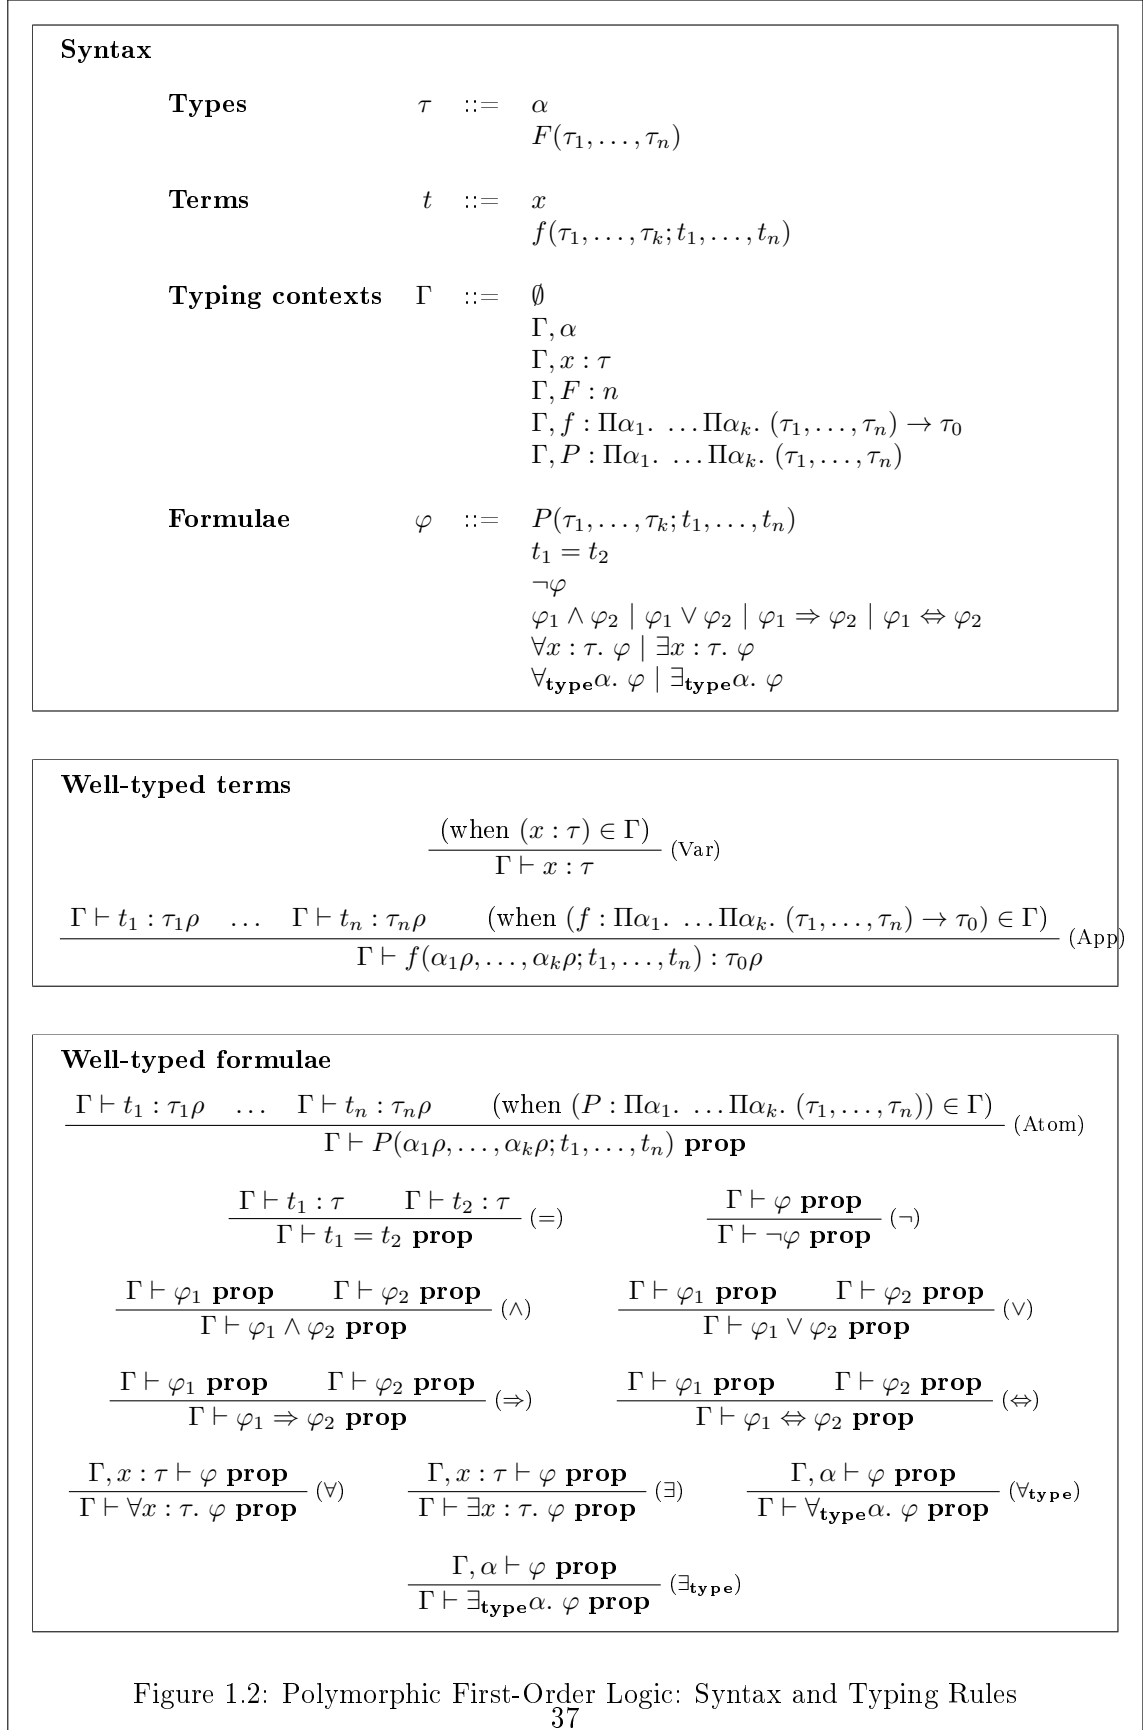 Syntax
Types τ ::= α
F(τ₁, …, τₙ)
Terms t ::= x
f(τ₁, …, τₖ; t₁, …, tₙ)
Typing contexts Γ ::= ∅
Γ, α
Γ, x : τ
Γ, F : n
Γ, f : Πα₁. …Παₖ. (τ₁, …, τₙ) → τ₀
Γ, P : Πα₁. …Παₖ. (τ₁, …, τₙ)
Formulae φ ::= P(τ₁, …, τₖ; t₁, …, tₙ)
t₁ = t₂
¬φ
φ₁ ∧ φ₂ | φ₁ ∨ φ₂ | φ₁ ⇒ φ₂ | φ₁ ⇔ φ₂
∀x : τ. φ | ∃x : τ. φ
∀type α. φ | ∃type α. φ
Well-typed terms
(when (x : τ) ∈ Γ)
(Var)
Γ ⊢ x : τ
Γ ⊢ t₁ : τ₁ρ … Γ ⊢ tₙ : τₙρ (when (f : Πα₁. …Παₖ. (τ₁, …, τₙ) → τ₀) ∈ Γ)
(App)
Γ ⊢ f(α₁ρ, …, αₖρ; t₁, …, tₙ) : τ₀ρ
Well-typed formulae
Γ ⊢ t₁ : τ₁ρ … Γ ⊢ tₙ : τₙρ (when (P : Πα₁. …Παₖ. (τ₁, …, τₙ)) ∈ Γ)
(Atom)
Γ ⊢ P(α₁ρ, …, αₖρ; t₁, …, tₙ) prop
Γ ⊢ t₁ : τ Γ ⊢ t₂ : τ Γ ⊢ φ prop
(=) (¬)
Γ ⊢ t₁ = t₂ prop Γ ⊢ ¬φ prop
Γ ⊢ φ₁ prop Γ ⊢ φ₂ prop Γ ⊢ φ₁ prop Γ ⊢ φ₂ prop
(∧) (∨)
Γ ⊢ φ₁ ∧ φ₂ prop Γ ⊢ φ₁ ∨ φ₂ prop
Γ ⊢ φ₁ prop Γ ⊢ φ₂ prop Γ ⊢ φ₁ prop Γ ⊢ φ₂ prop
(⇒) (⇔)
Γ ⊢ φ₁ ⇒ φ₂ prop Γ ⊢ φ₁ ⇔ φ₂ prop
Γ, x : τ ⊢ φ prop Γ, x : τ ⊢ φ prop Γ, α ⊢ φ prop
(∀) (∃) (∀type)
Γ ⊢ ∀x : τ. φ prop Γ ⊢ ∃x : τ. φ prop Γ ⊢ ∀type α. φ prop
Γ, α ⊢ φ prop
(∃type)
Γ ⊢ ∃type α. φ prop
Figure 1.2: Polymorphic First-Order Logic: Syntax and Typing Rules
37